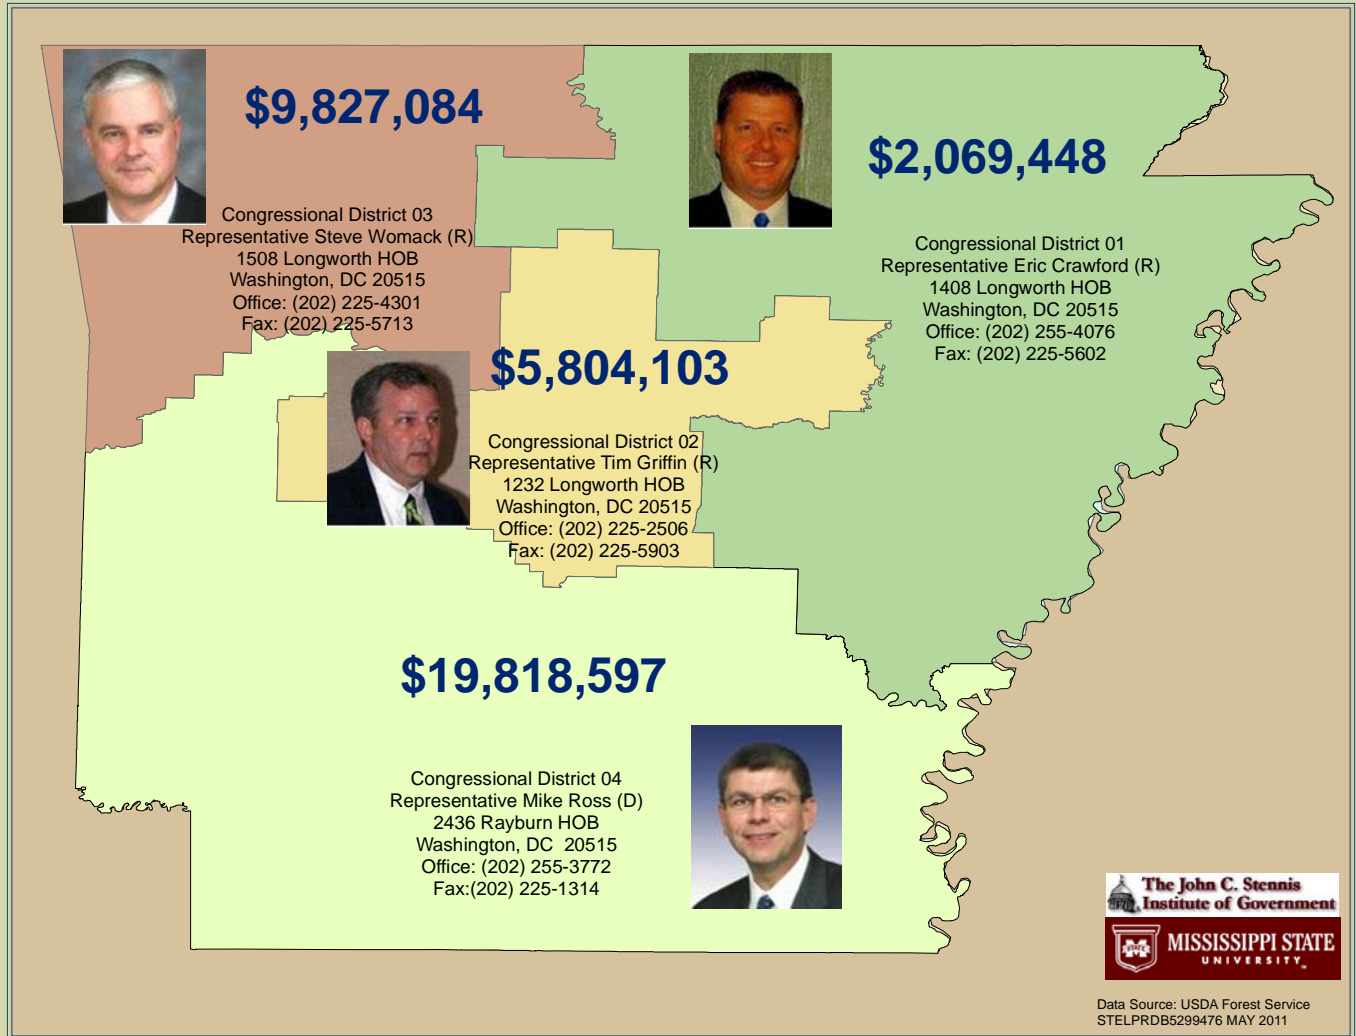 $9,827,084
Congressional District 03
Representative Steve Womack (R)
1508 Longworth HOB
Washington, DC 20515
Office: (202) 225-4301
Fax: (202) 225-5713
$2,069,448
Congressional District 01
Representative Eric Crawford (R)
1408 Longworth HOB
Washington, DC 20515
Office: (202) 255-4076
Fax: (202) 225-5602
$5,804,103
Congressional District 02
Representative Tim Griffin (R)
1232 Longworth HOB
Washington, DC 20515
Office: (202) 225-2506
Fax: (202) 225-5903
$19,818,597
Congressional District 04
Representative Mike Ross (D)
2436 Rayburn HOB
Washington, DC  20515
Office: (202) 255-3772
Fax:(202) 225-1314
The John C. Stennis
Institute of Government
STATE
MISSISSIPPI STATE
UNIVERSITY™
Data Source: USDA Forest Service
STELPRDB5299476 MAY 2011